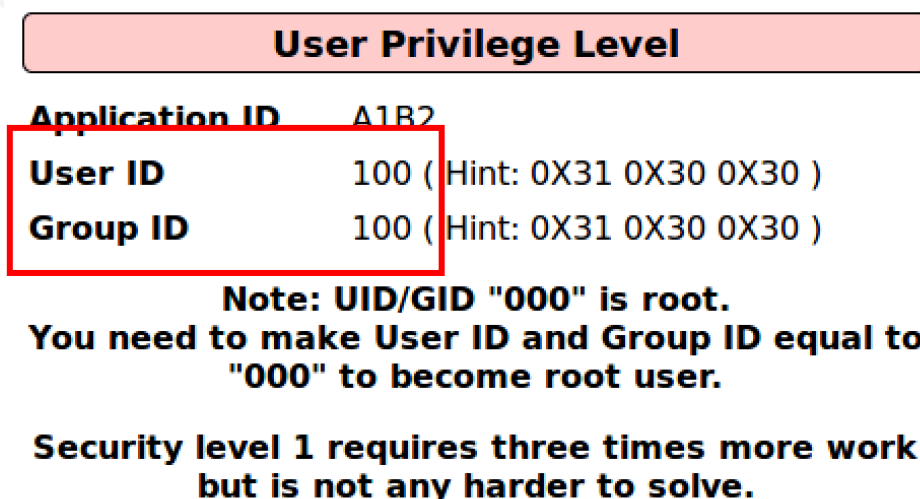 User Privilege Level
Application ID A1B2
User ID 100 ( Hint: 0X31 0X30 0X30 )
Group ID 100 ( Hint: 0X31 0X30 0X30 )
Note: UID/GID "000" is root.
You need to make User ID and Group ID equal to
"000" to become root user.
Security level 1 requires three times more work
but is not any harder to solve.